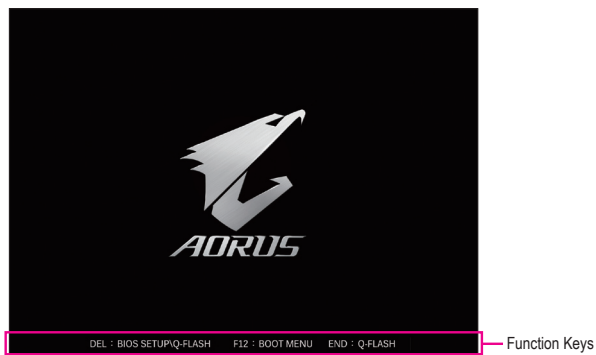 AORUS
DEL : BIOS SETUP\Q-FLASH F12 : BOOT MENU END : Q-FLASH
Function Keys